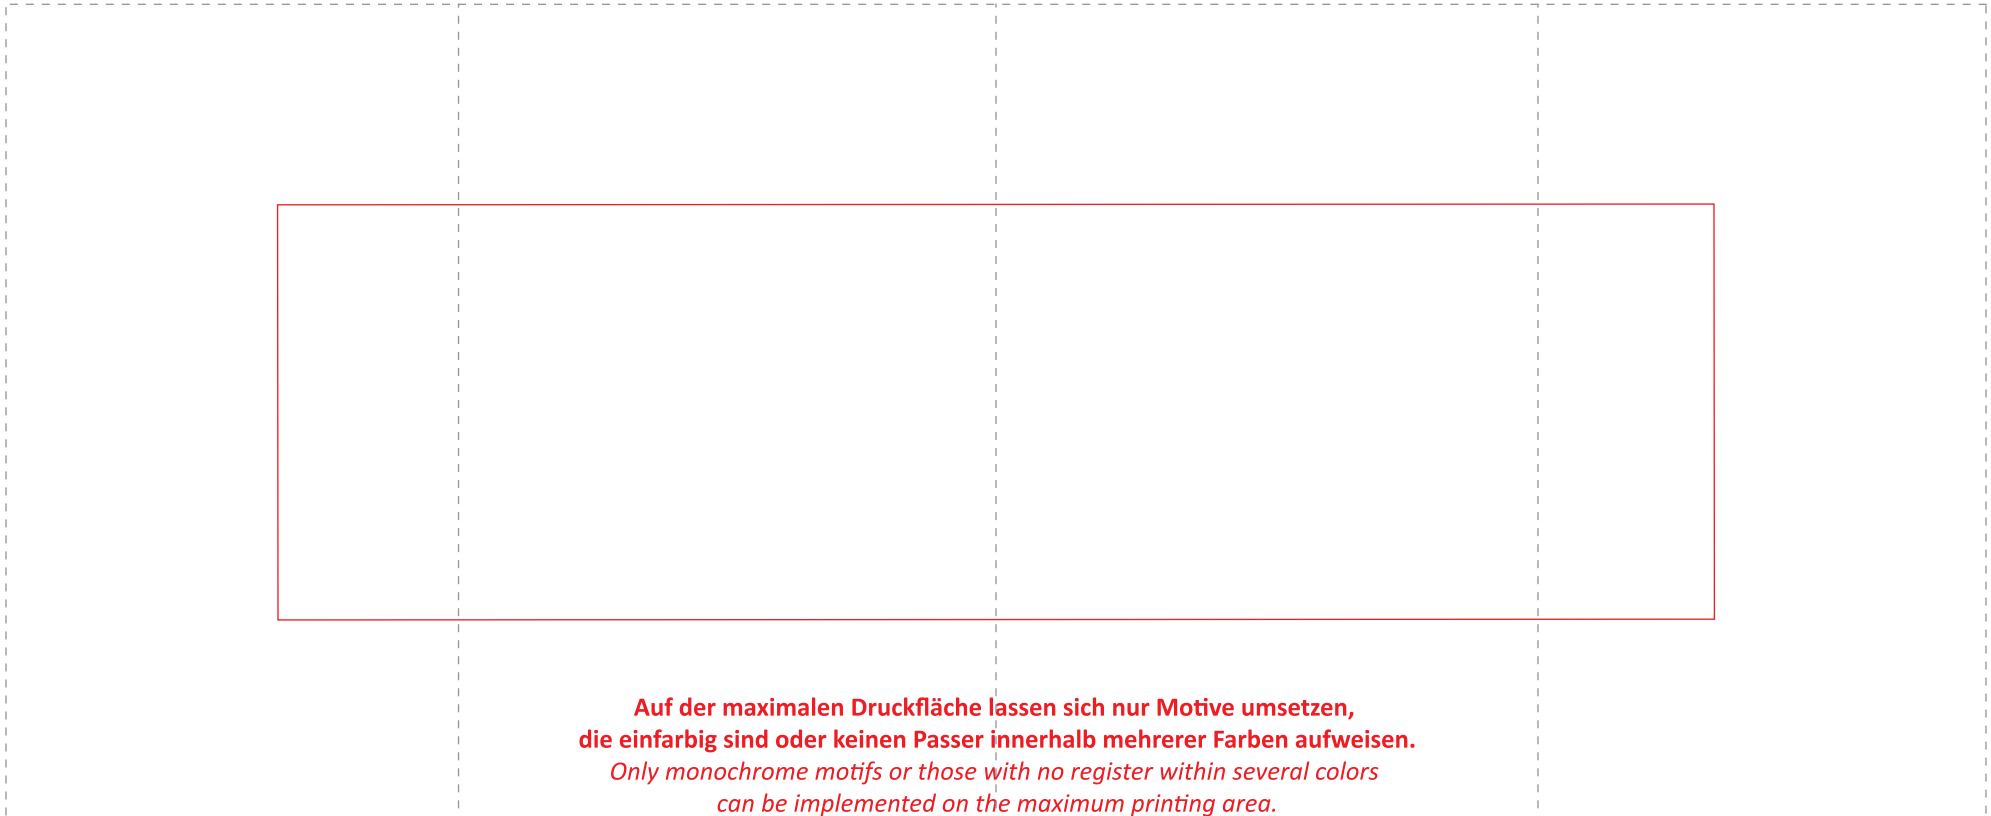 Auf der maximalen Druckfläche lassen sich nur Motive umsetzen,
die einfarbig sind oder keinen Passer innerhalb mehrerer Farben aufweisen.
Only monochrome motifs or those with no register within several colors
can be implemented on the maximum printing area.